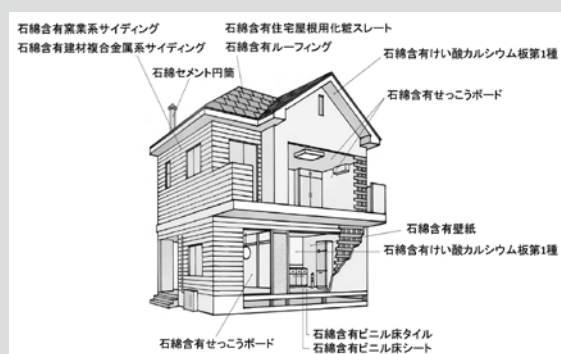 石綿含有窯業系サイディング
石綿含有建材複合金属系サイディング
石綿セメント円筒
石綿含有住宅屋根用化粧スレート
石綿含有ルーフィング
石綿含有けい酸カルシウム板第1種
石綿含有せっこうボード
石綿含有壁紙
石綿含有けい酸カルシウム板第1種
石綿含有せっこうボード
石綿含有ビニル床タイル
石綿含有ビニル床シート